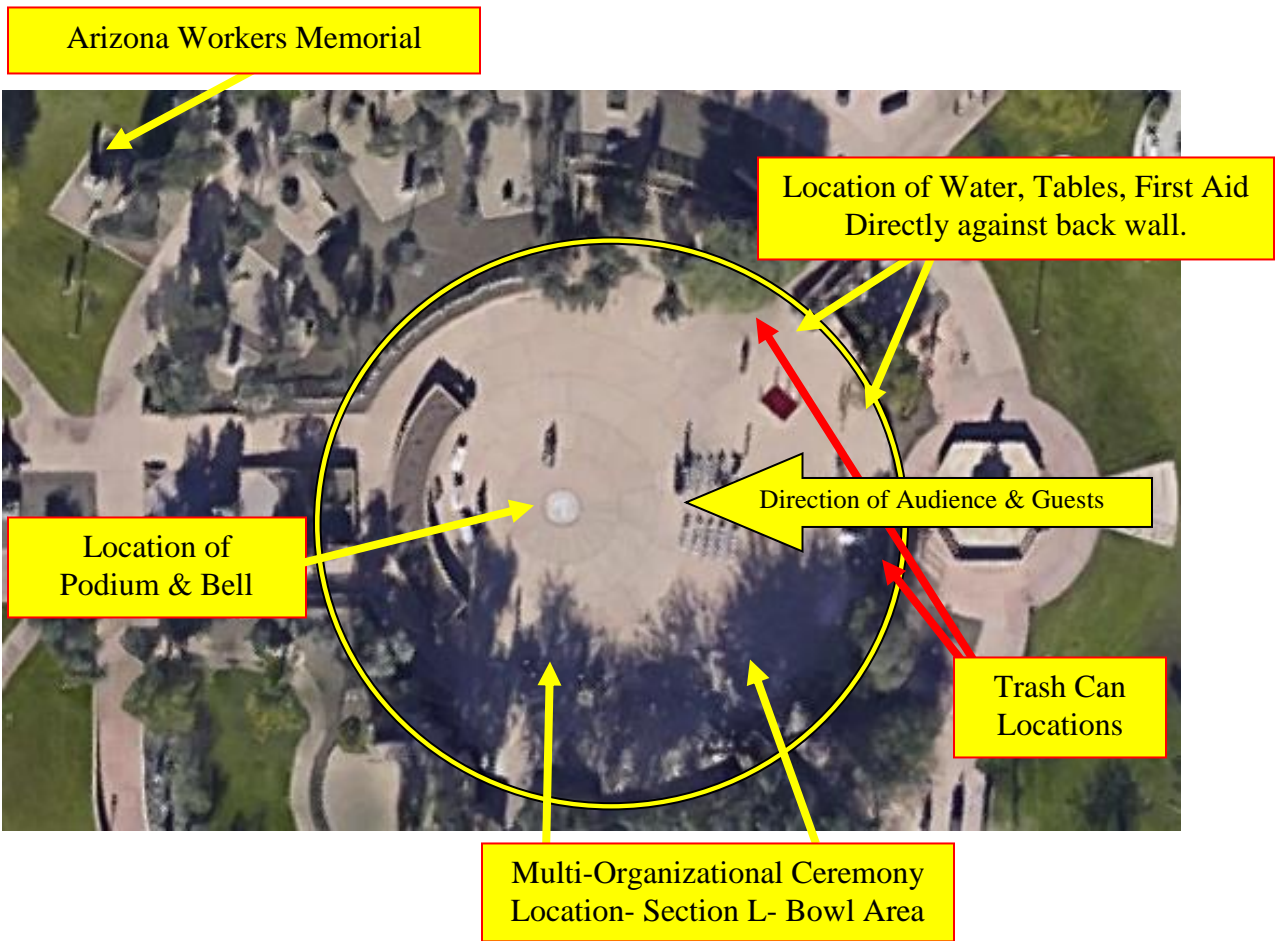 Arizona Workers Memorial
Location of Water, Tables, First Aid
Directly against back wall.
Direction of Audience & Guests
Location of
Podium & Bell
Trash Can
Locations
Multi-Organizational Ceremony
Location- Section L- Bowl Area